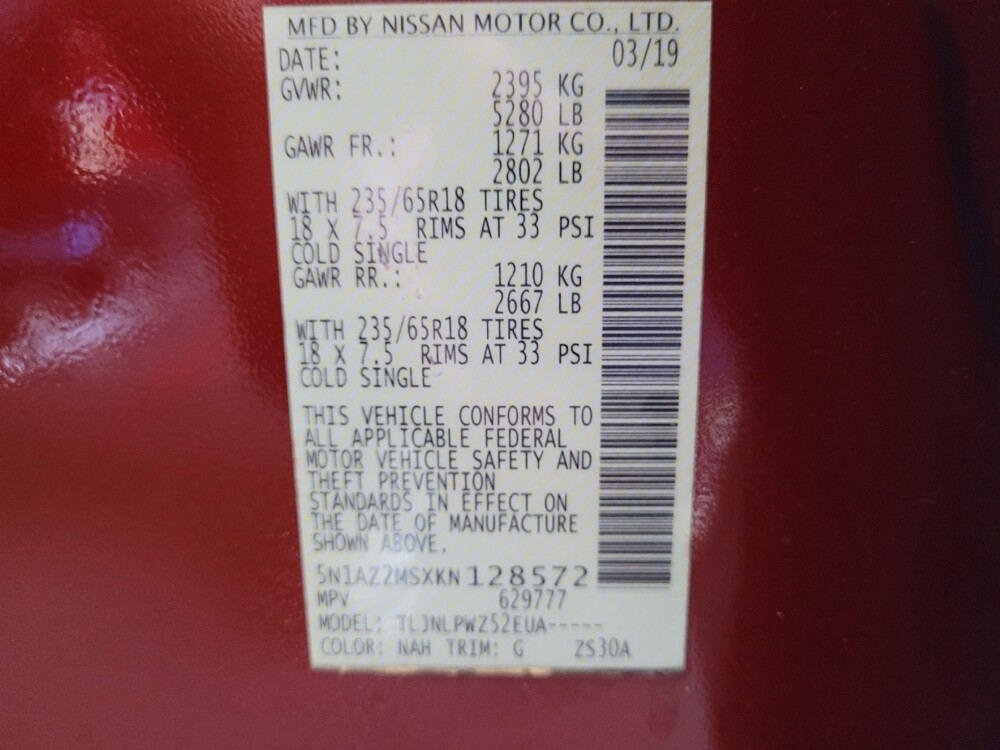 MFD BY NISSAN MOTOR CO., LTD.
DATE: 03/19
GVWR: 2395 KG
5280 LB
GAWR FR.: 1271 KG
2802 LB
WITH 235/65R18 TIRES
18 X 7.5 RIMS AT 33 PSI
COLD SINGLE
GAWR RR.: 1210 KG
2667 LB
WITH 235/65R18 TIRES
18 X 7.5 RIMS AT 33 PSI
COLD SINGLE
THIS VEHICLE CONFORMS TO
ALL APPLICABLE FEDERAL
MOTOR VEHICLE SAFETY AND
THEFT PREVENTION
STANDARDS IN EFFECT ON
THE DATE OF MANUFACTURE
SHOWN ABOVE.
5N1AZ2MSXKN128572
MPV 629777
MODEL: TLJNLPWZ52EUA-----
COLOR: NAH TRIM: G ZS30A